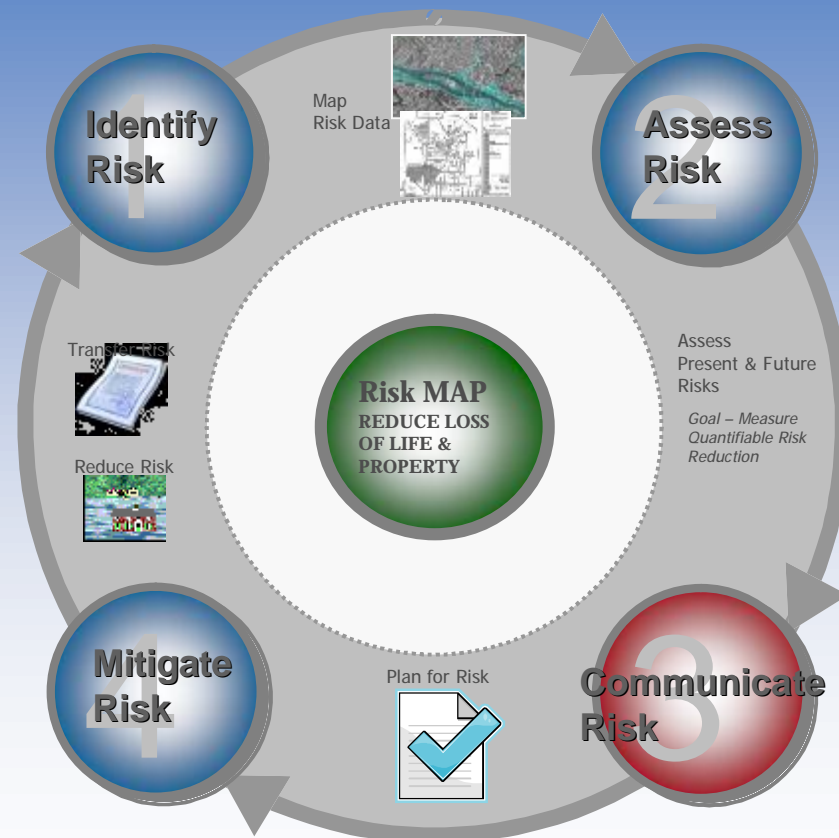 1
Identify
Risk
Map
Risk Data
2
Assess
Risk
Assess
Present & Future
Risks
Goal – Measure
Quantifiable Risk
Reduction
3
Communicate
Risk
Plan for Risk
4
Mitigate
Risk
Reduce Risk
Transfer Risk
Risk MAP
REDUCE LOSS
OF LIFE &
PROPERTY